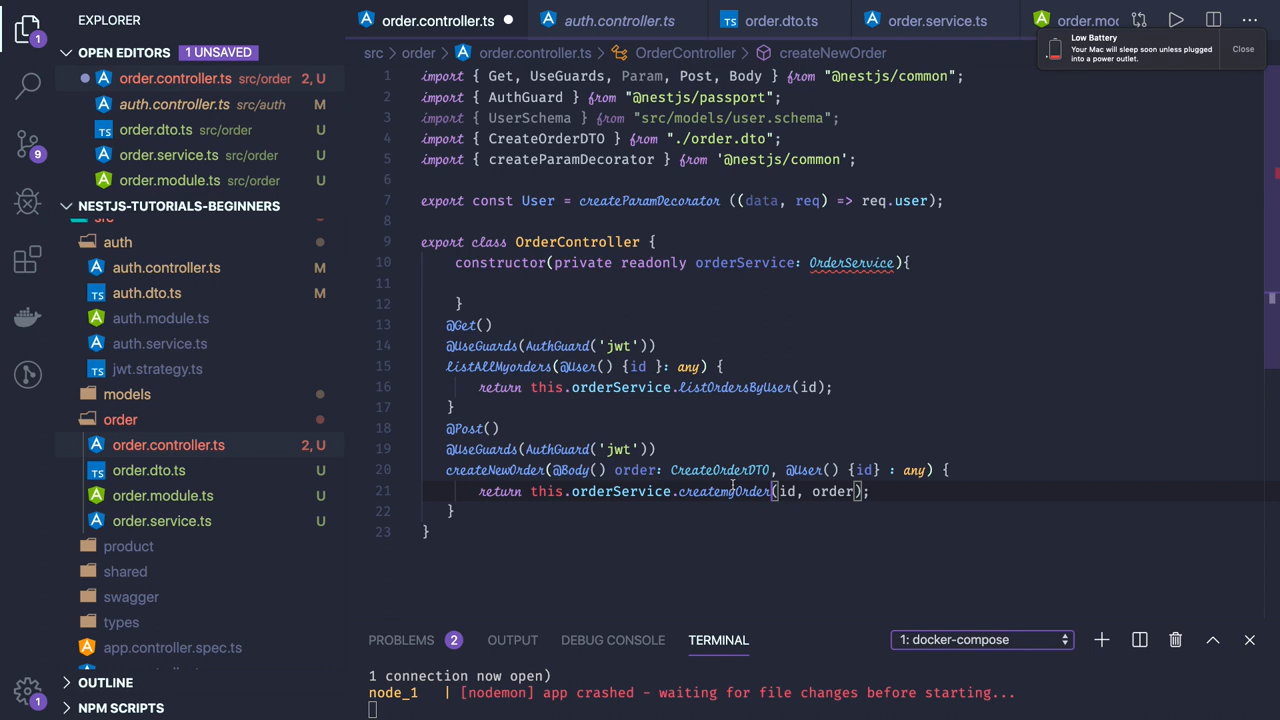 EXPLORER
OPEN EDITORS 1 UNSAVED
order.controller.ts src/order 2, U
auth.controller.ts src/auth M
TS order.dto.ts src/order U
order.service.ts src/order U
order.module.ts src/order U
NESTJS-TUTORIALS-BEGINNERS
src
auth
auth.controller.ts M
TS auth.dto.ts M
auth.module.ts
auth.service.ts
TS jwt.strategy.ts
models
order
order.controller.ts 2, U
TS order.dto.ts U
order.module.ts U
order.service.ts U
product
shared
swagger
types
app.controller.spec.ts
OUTLINE
NPM SCRIPTS
1
9
1
order.controller.ts
auth.controller.ts
TS order.dto.ts
order.service.ts
order.mod
Low Battery
Your Mac will sleep soon unless plugged
into a power outlet.
Close
src > order > order.controller.ts > OrderController > createNewOrder
1 import { Get, UseGuards, Param, Post, Body } from "@nestjs/common";
2 import { AuthGuard } from "@nestjs/passport";
3 import { UserSchema } from "src/models/user.schema";
4 import { CreateOrderDTO } from "./order.dto";
5 import { createParamDecorator } from '@nestjs/common';
6
7 export const User = createParamDecorator ((data, req) => req.user);
8
9 export class OrderController {
10 constructor(private readonly orderService: OrderService){
11
12 }
13 @Get()
14 @UseGuards(AuthGuard('jwt'))
15 listAllMyorders(@User() {id }: any) {
16 return this.orderService.listOrdersByUser(id);
17 }
18 @Post()
19 @UseGuards(AuthGuard('jwt'))
20 createNewOrder(@Body() order: CreateOrderDTO, @User() {id} : any) {
21 return this.orderService.createmyOrder(id, order);
22 }
23 }
PROBLEMS 2 OUTPUT DEBUG CONSOLE TERMINAL 1: docker-compose
1 connection now open)
node_1 | [nodemon] app crashed - waiting for file changes before starting...